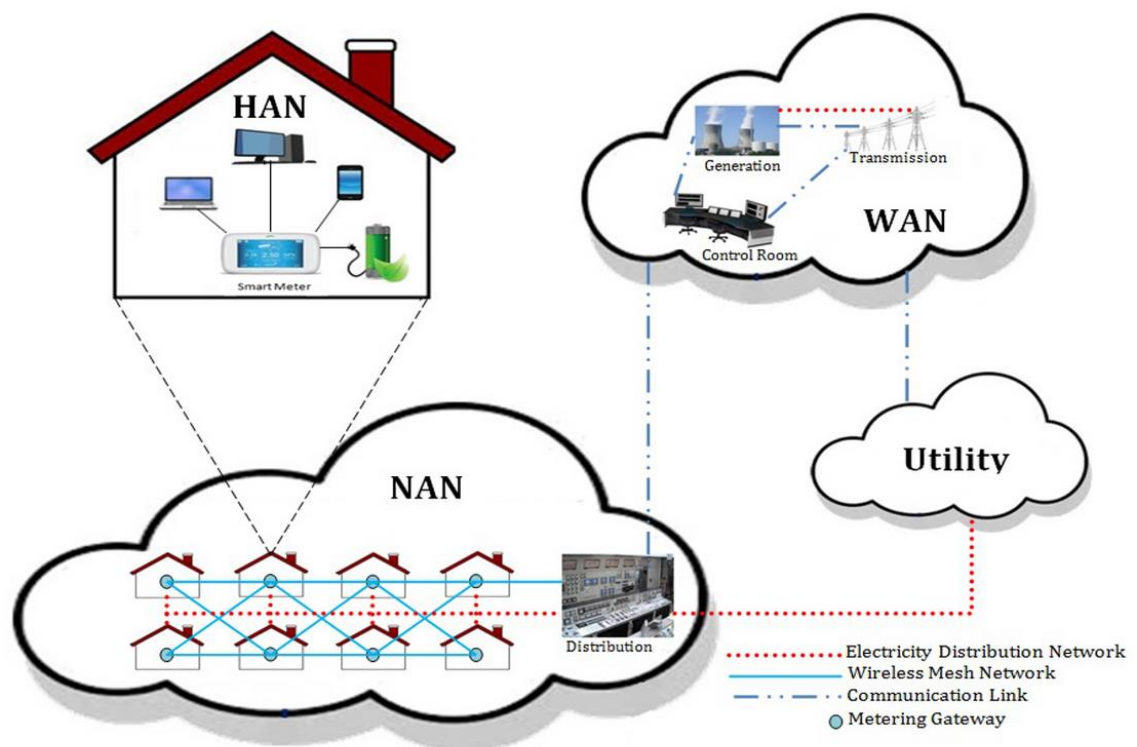 HAN
Smart Meter
Generation
Transmission
Control Room
WAN
Utility
NAN
Distribution
Electricity Distribution Network
Wireless Mesh Network
Communication Link
Metering Gateway